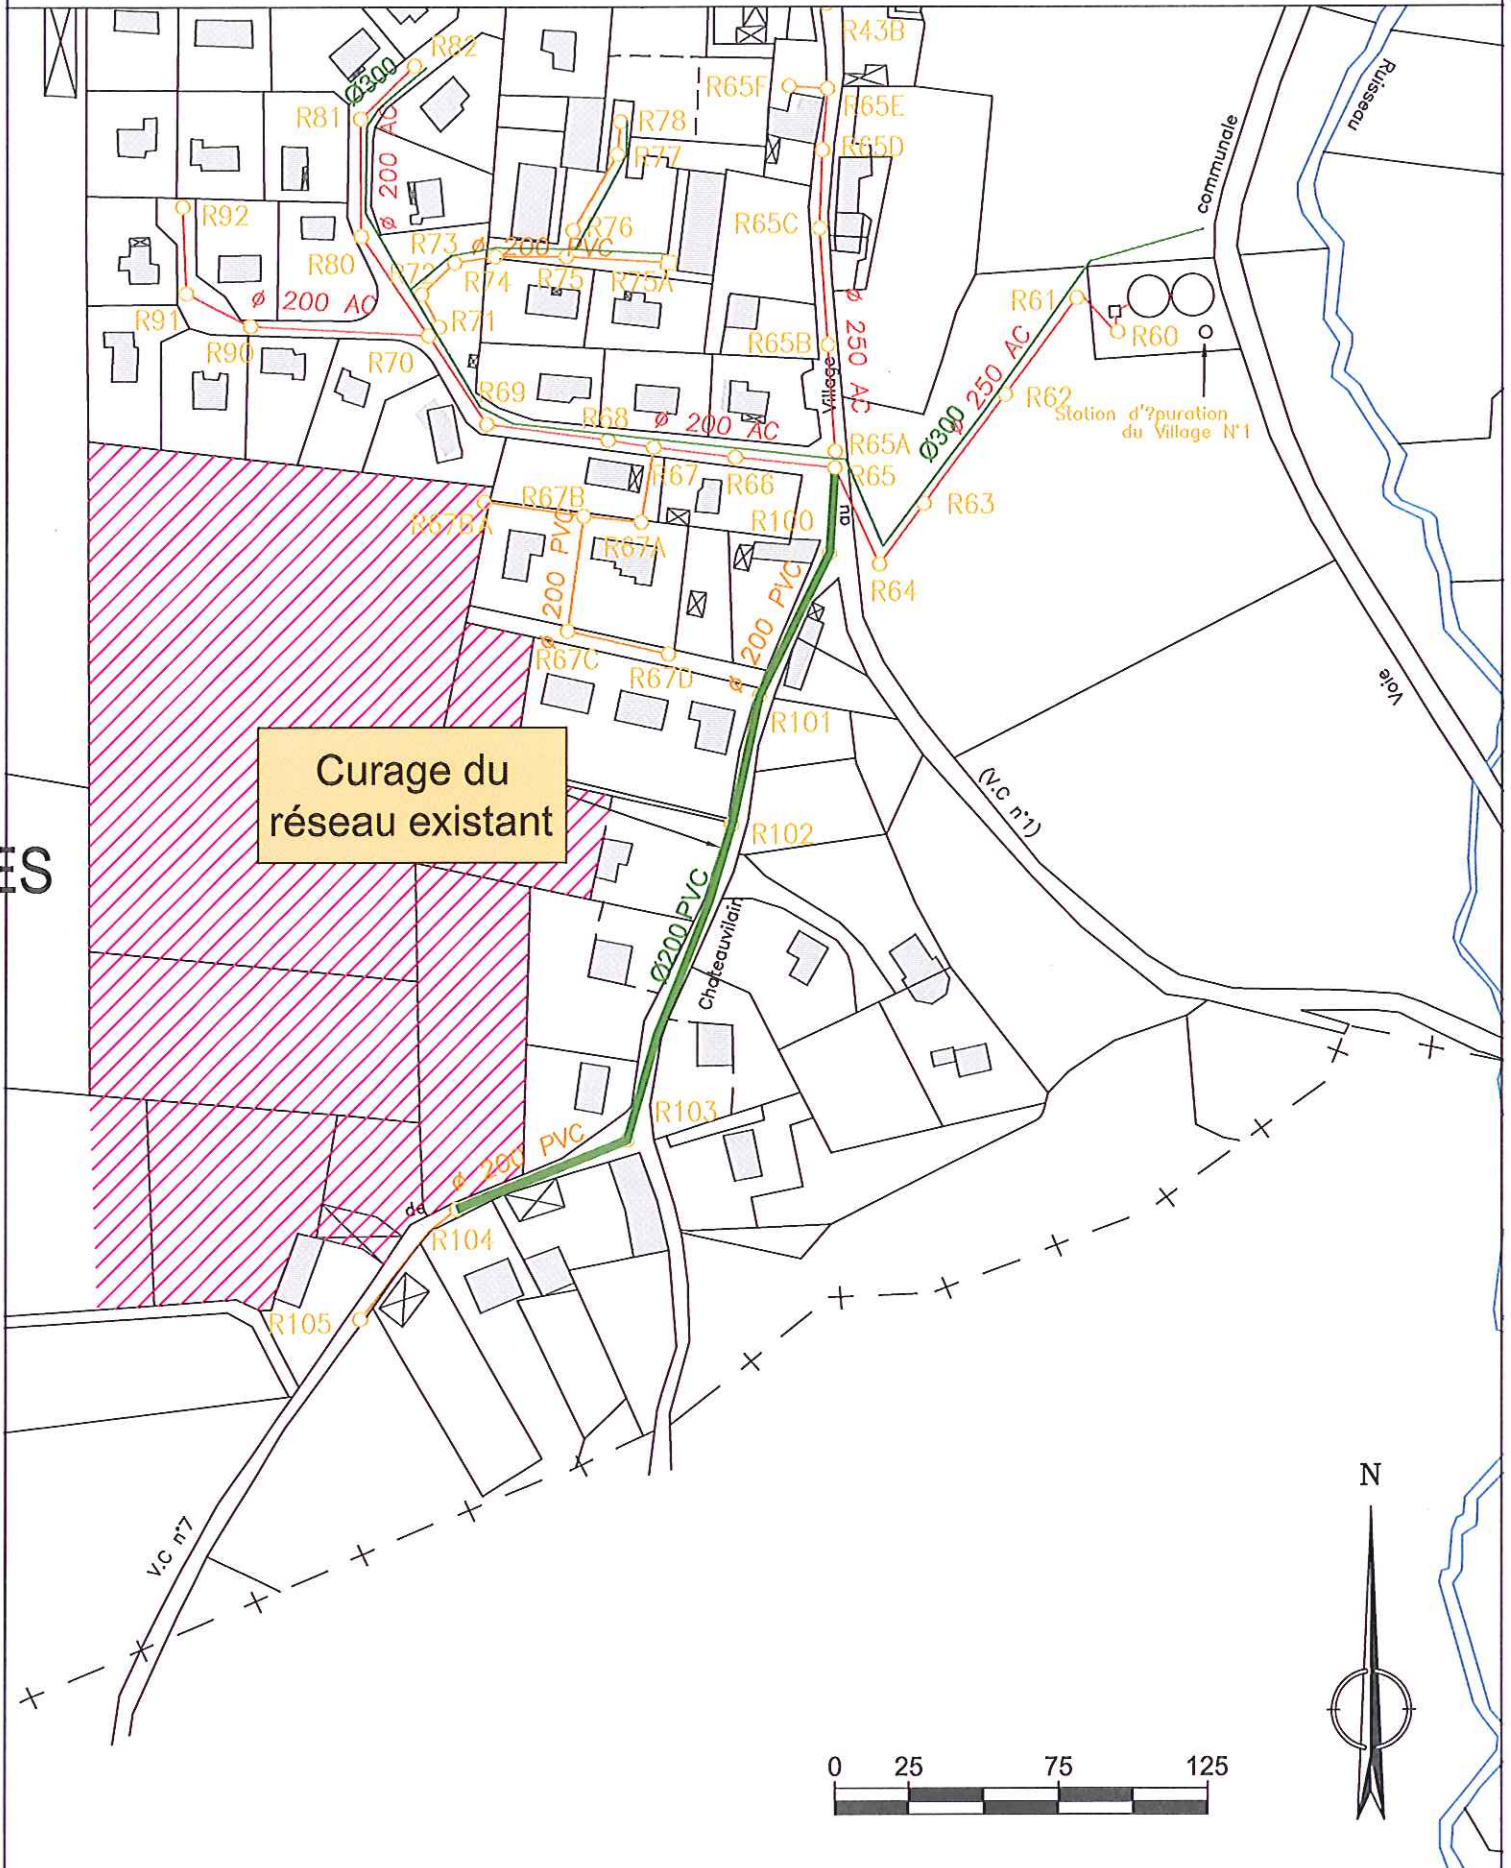 R82
R43B
Ø300
R65F
R65E
R81
R78
R77
R65D
ø 200 AC
Ruisseau
communale
R92
R73
R76
R65C
ø 200 PVC
R80
R72
R74
R75
R75A
R61
R60
R91
ø 200 AC
R71
R65B
ø 250 AC
R90
R70
Village
R62
ø 250 AC
Ø300
Station d'?puration
du Village N°1
R69
R68
ø 200 AC
R65A
R67
R66
R65
R67BA
R67B
R100
du
R63
R67A
ø 200 PVC
ø 200 PVC
R64
R67C
R67D
Voie
R101
Curage du
réseau existant
(V.C n°1)
R102
ES
Ø200 PVC
Chateauvilain
R103
ø 200 PVC
de
R104
R105
N
V.C n°7
0 25 75 125